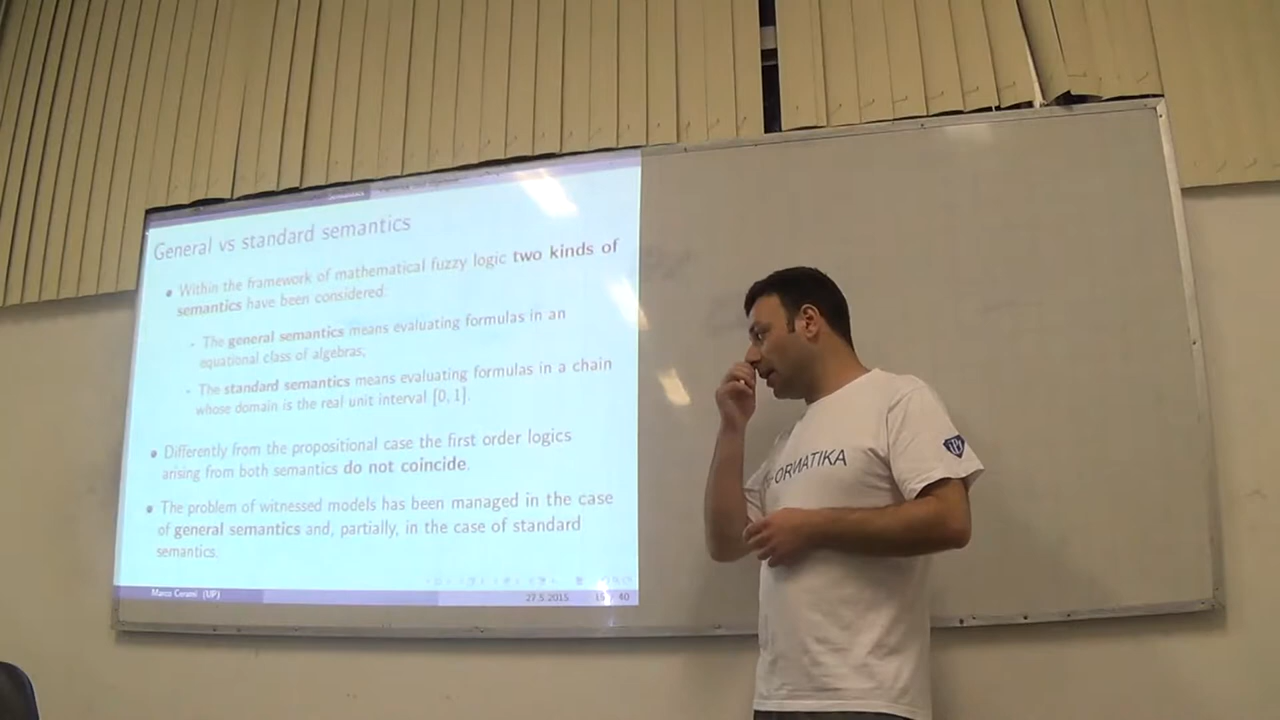 Semantics
General vs standard semantics
• Within the framework of mathematical fuzzy logic two kinds of
semantics have been considered:
- The general semantics means evaluating formulas in an
equational class of algebras;
- The standard semantics means evaluating formulas in a chain
whose domain is the real unit interval [0, 1].
• Differently from the propositional case the first order logics
arising from both semantics do not coincide.
• The problem of witnessed models has been managed in the case
of general semantics and, partially, in the case of standard
semantics.
Marco Cerami (UP) 27.5.2015 15 / 40
ORMATIKA